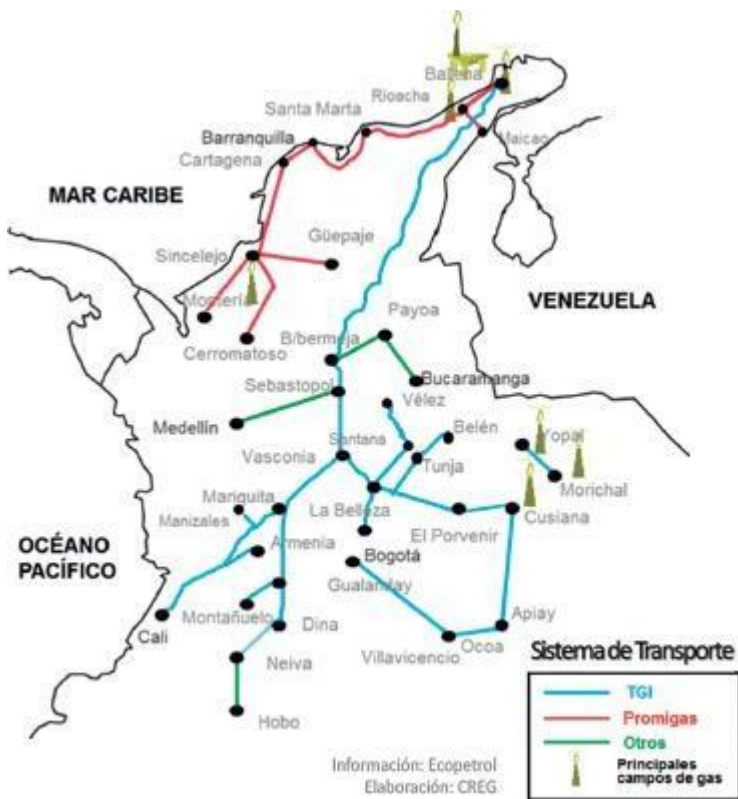 Ballena
Rioacha
Santa Marta
Maicao
Barranquilla
Cartagena
MAR CARIBE
Güepaje
Sincelejo
VENEZUELA
Montería
Payoa
Cerromatoso
B/bermeja
Bucaramanga
Sebastopol
Vélez
Belén
Yopal
Medellín
Santana
Vasconia
Tunja
Morichal
Mariquita
La Belleza
Cusiana
Manizales
El Porvenir
OCÉANO
PACÍFICO
Armenia
Bogotá
Gualanday
Montañuelo
Dina
Apiay
Cali
Ocoa
Villavicencio
Neiva
Hobo
Sistema de Transporte
TGI
Promigas
Otros
Principales
campos de gas
Información: Ecopetrol
Elaboración: CREG